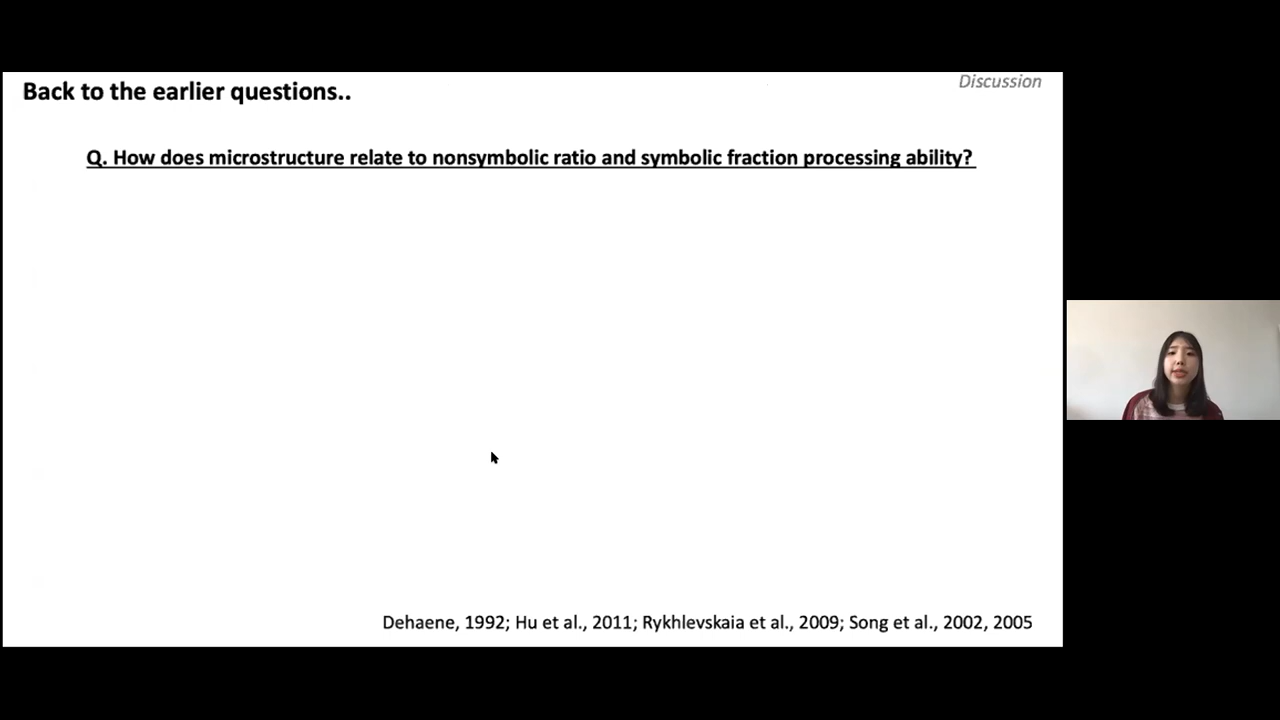 Discussion
Back to the earlier questions..
Q. How does microstructure relate to nonsymbolic ratio and symbolic fraction processing ability?
Dehaene, 1992; Hu et al., 2011; Rykhlevskaia et al., 2009; Song et al., 2002, 2005